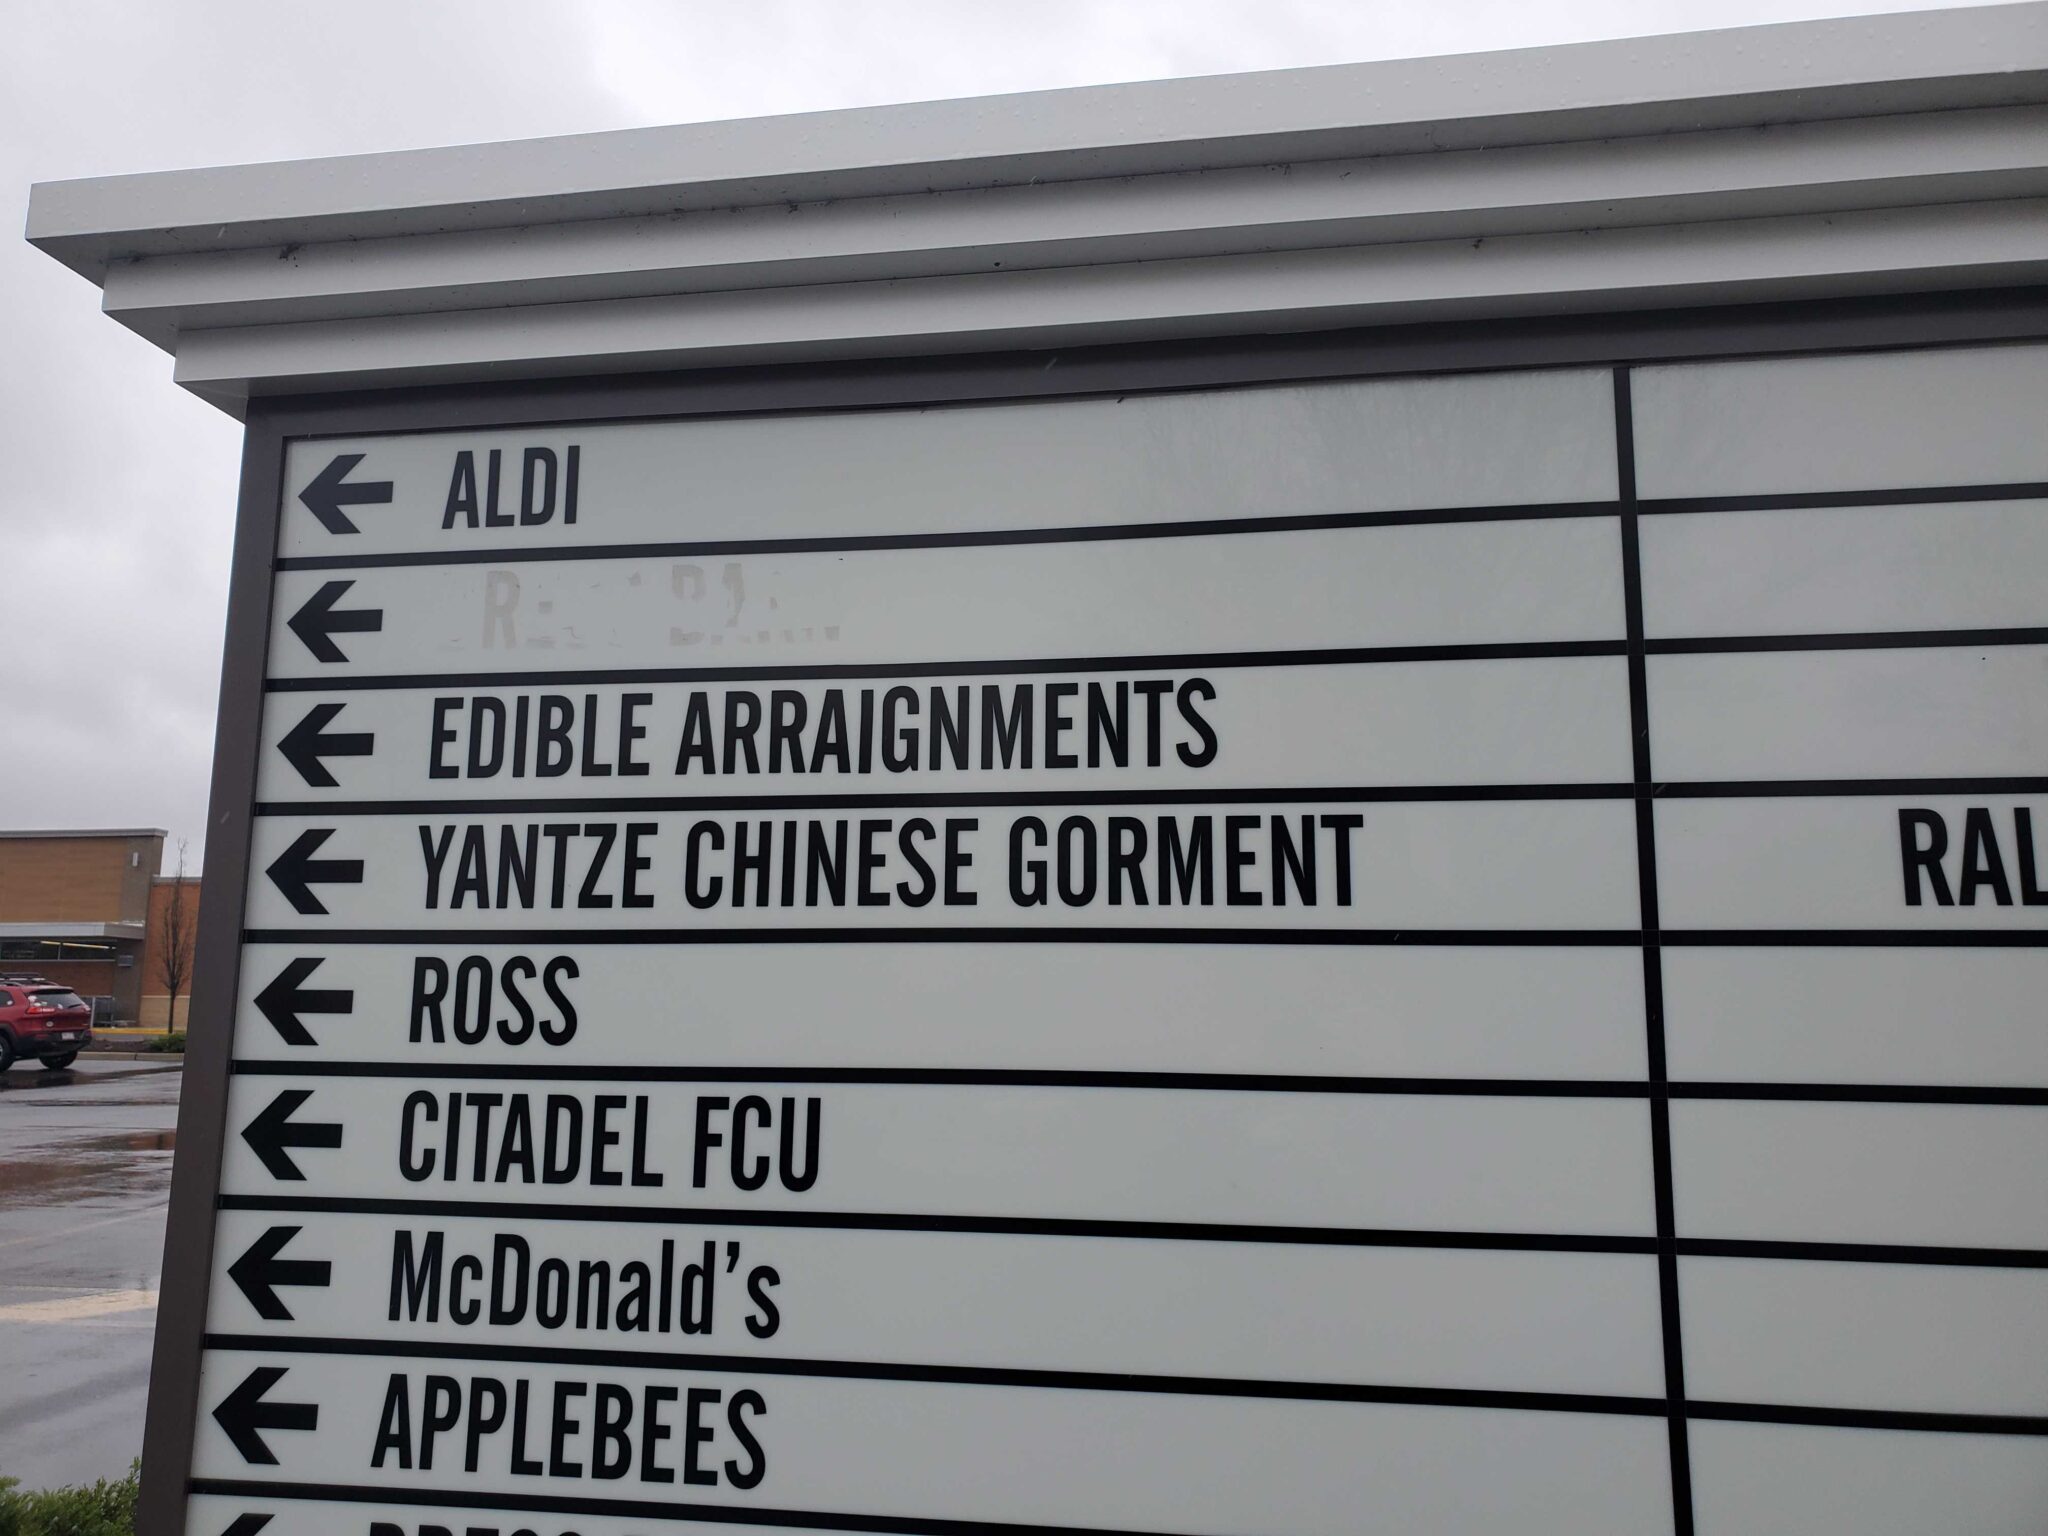 ALDI
EDIBLE ARRAIGNMENTS
YANTZE CHINESE GORMENT
RAL
ROSS
CITADEL FCU
McDonald's
APPLEBEES